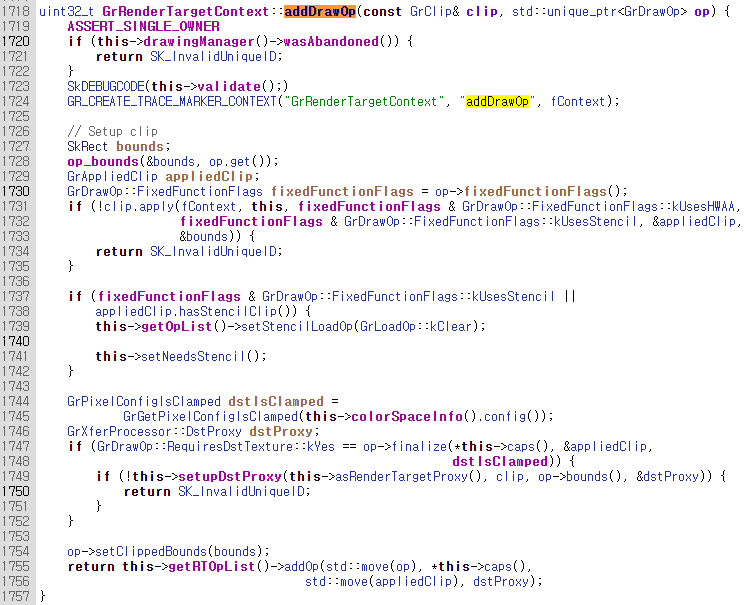 1718 uint32_t GrRenderTargetContext::addDrawOp(const GrClip& clip, std::unique_ptr<GrDrawOp> op) {
1719     ASSERT_SINGLE_OWNER
1720     if (this->drawingManager()->wasAbandoned()) {
1721         return SK_InvalidUniqueID;
1722     }
1723     SkDEBUGCODE(this->validate();)
1724     GR_CREATE_TRACE_MARKER_CONTEXT("GrRenderTargetContext", "addDrawOp", fContext);
1725
1726     // Setup clip
1727     SkRect bounds;
1728     op_bounds(&bounds, op.get());
1729     GrAppliedClip appliedClip;
1730     GrDrawOp::FixedFunctionFlags fixedFunctionFlags = op->fixedFunctionFlags();
1731     if (!clip.apply(fContext, this, fixedFunctionFlags & GrDrawOp::FixedFunctionFlags::kUsesHWAA,
1732                     fixedFunctionFlags & GrDrawOp::FixedFunctionFlags::kUsesStencil, &appliedClip,
1733                     &bounds)) {
1734         return SK_InvalidUniqueID;
1735     }
1736
1737     if (fixedFunctionFlags & GrDrawOp::FixedFunctionFlags::kUsesStencil ||
1738         appliedClip.hasStencilClip()) {
1739         this->getOpList()->setStencilLoadOp(GrLoadOp::kClear);
1740
1741         this->setNeedsStencil();
1742     }
1743
1744     GrPixelConfigIsClamped dstIsClamped =
1745             GrGetPixelConfigIsClamped(this->colorSpaceInfo().config());
1746     GrXferProcessor::DstProxy dstProxy;
1747     if (GrDrawOp::RequiresDstTexture::kYes == op->finalize(*this->caps(), &appliedClip,
1748                                                            dstIsClamped)) {
1749         if (!this->setupDstProxy(this->asRenderTargetProxy(), clip, op->bounds(), &dstProxy)) {
1750             return SK_InvalidUniqueID;
1751         }
1752     }
1753
1754     op->setClippedBounds(bounds);
1755     return this->getRTOpList()->addOp(std::move(op), *this->caps(),
1756                                       std::move(appliedClip), dstProxy);
1757 }